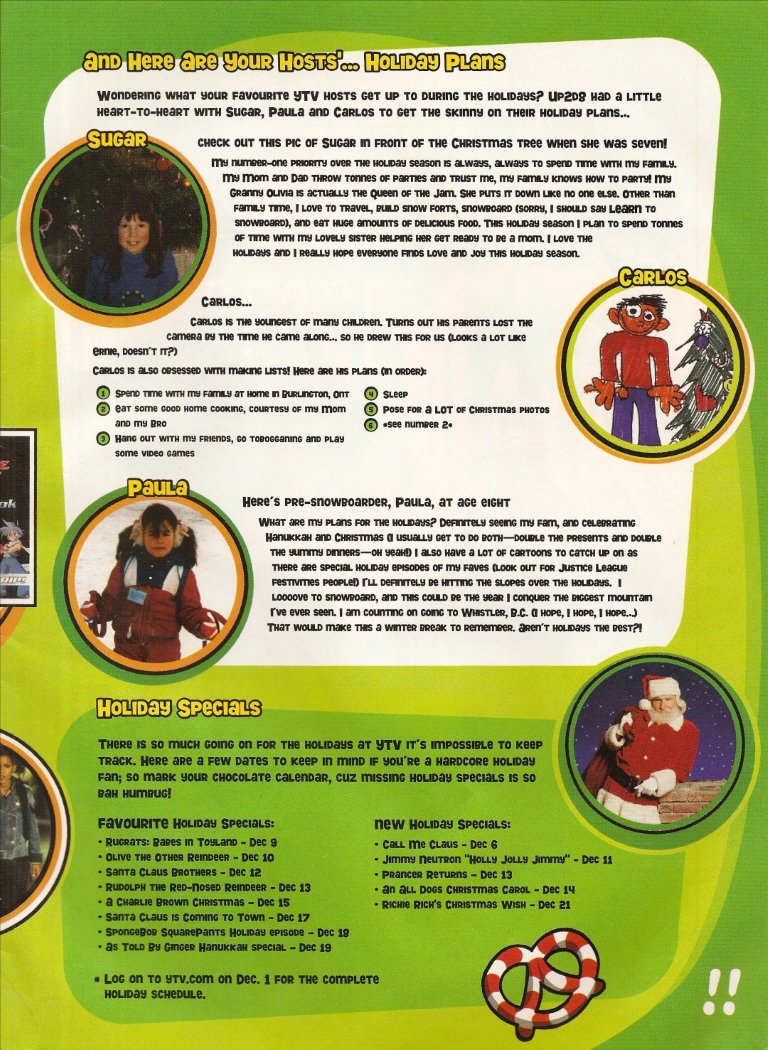 and Here are your Hosts'... Holiday Plans
Wondering what your favourite YTV hosts get up to during the holidays? Up2D8 had a little
heart-to-heart with Sugar, Paula and Carlos to get the skinny on their holiday plans...
Sugar
Check out this pic of Sugar in front of the Christmas tree when she was seven!
My number-one priority over the holiday season is always, always to spend time with my family.
My Mom and Dad throw tonnes of parties and trust me, my family knows how to party! My
Granny Olivia is actually the Queen of the Jam. She puts it down like no one else. Other than
family time, I love to travel, build snow forts, snowboard (sorry, I should say LEARN to
snowboard), and eat huge amounts of delicious food. This holiday season I plan to spend tonnes
of time with my lovely sister helping her get ready to be a mom. I love the
holidays and I really hope everyone finds love and joy this holiday season.
Carlos
Carlos...
Carlos is the youngest of many children. Turns out his parents lost the
camera by the time he came along... so he drew this for us (looks a lot like
Ernie, doesn't it?)
Carlos is also obsessed with making lists! Here are his plans (in order):
1 Spend time with my family at home in Burlington, Ont
2 Eat some good home cooking, courtesy of my Mom
and my Bro
3 Hang out with my friends, go tobogganing and play
some video games
4 Sleep
5 Pose for a LOT of Christmas photos
6 *see number 2*
Paula
Here's pre-snowboarder, Paula, at age eight
What are my plans for the holidays? Definitely seeing my fam, and celebrating
Hanukkah and Christmas (I usually get to do both—double the presents and double
the yummy dinners—oh yeah!) I also have a lot of cartoons to catch up on as
there are special holiday episodes of my faves (look out for Justice League
festivities people!) I'll definitely be hitting the slopes over the holidays. I
loooove to snowboard, and this could be the year I conquer the biggest mountain
I've ever seen. I am counting on going to Whistler, B.C. (I hope, I hope, I hope...)
That would make this a winter break to remember. Aren't holidays the best?!
Holiday Specials
There is so much going on for the holidays at YTV it's impossible to keep
track. Here are a few dates to keep in mind if you're a hardcore holiday
fan; so mark your chocolate calendar, cuz missing holiday specials is so
bah humbug!
Favourite Holiday Specials:
• Rugrats: Babes in Toyland - Dec 9
• Olive the Other Reindeer - Dec 10
• Santa Claus Brothers - Dec 12
• Rudolph the Red-Nosed Reindeer - Dec 13
• A Charlie Brown Christmas - Dec 15
• Santa Claus is Coming to Town - Dec 17
• SpongeBob SquarePants Holiday episode - Dec 18
• As Told By Ginger Hanukkah special - Dec 19
New Holiday Specials:
• Call Me Claus - Dec 6
• Jimmy Neutron "Holly Jolly Jimmy" - Dec 11
• Prancer Returns - Dec 13
• An All Dogs Christmas Carol - Dec 14
• Richie Rich's Christmas Wish - Dec 21
* Log on to ytv.com on Dec. 1 for the complete
holiday schedule.
!!